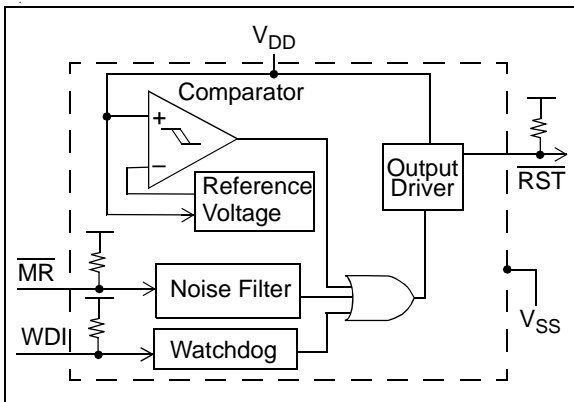 VDD
Comparator
+
−
Reference
Voltage
Output
Driver
RST
MR
Noise Filter
WDI
Watchdog
VSS